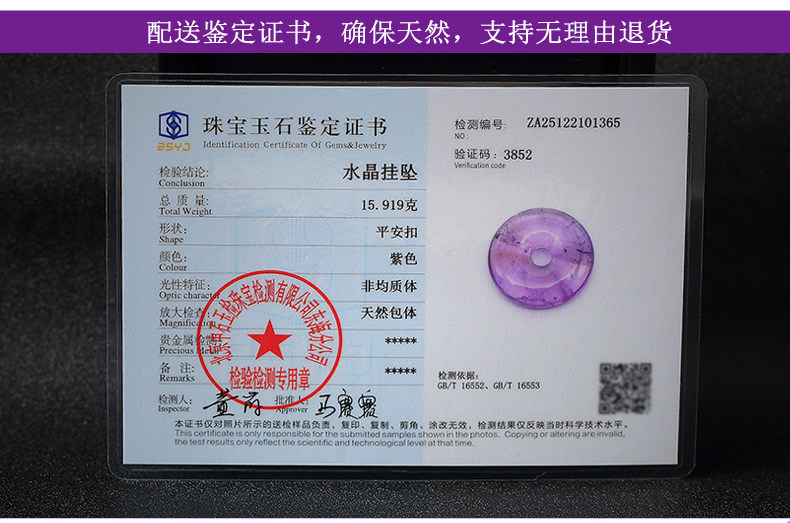 配送鉴定证书，确保天然，支持无理由退货
ZSYJ
珠宝玉石鉴定证书
Identification Certificate Of Gems&Jewelry
检验结论:
Conclusion
水晶挂坠
总 质 量:
Total Weight
15.919克
形状:
Shape
平安扣
颜色:
Colour
紫色
光性特征:
Optic character
非均质体
放大检查:
Magnification
天然包体
贵金属检测:
Precious Metal
*****
备 注:
Remarks
*****
检测人:
Inspector
批准人:
Approver
检验检测专用章
检测编号:
NO:
ZA25122101365
验证码: 3852
Verification code
检测依据:
GB/T 16552、GB/T 16553
本证书仅对照片所示的送检样品负责，复印、复制、剪角、涂改无效，检测结果仅反映当时科学技术水平。
This certificate is only responsible for the submitted samples shown in the photos. Copying or altering are invalid,
the test results only reflect the scientific and technological level at that time.